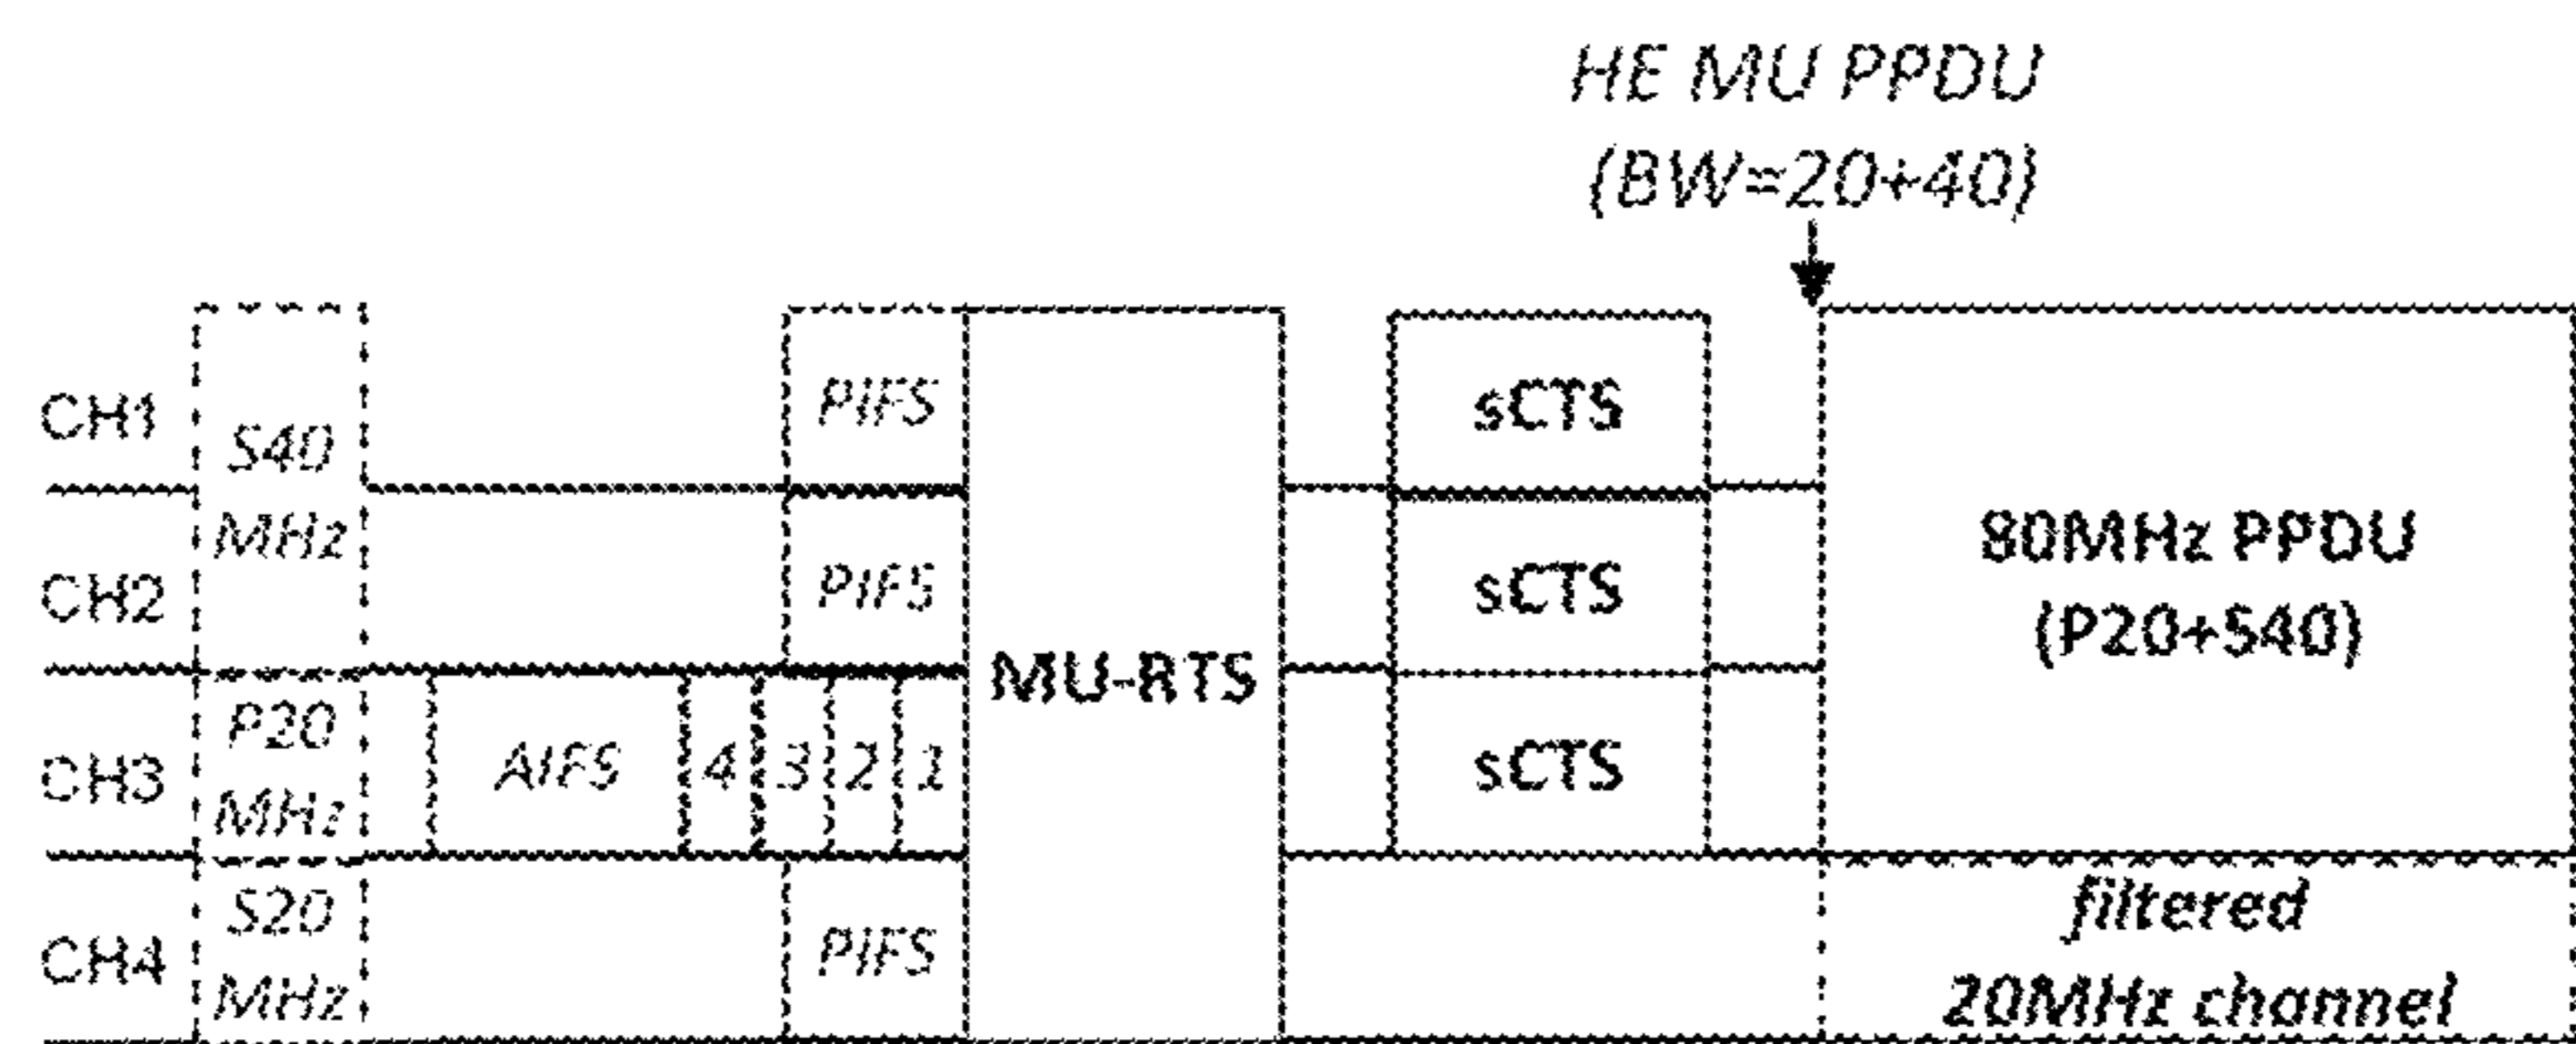 HE MU PPDU
(BW=20+40)
CH1
S40
MHz
PIFS
sCTS
CH2
PIFS
sCTS
80MHz PPDU
(P20+S40)
MU-RTS
CH3
P20
MHz
AIFS 4 3 2 1
sCTS
CH4
S20
MHz
PIFS
filtered
20MHz channel